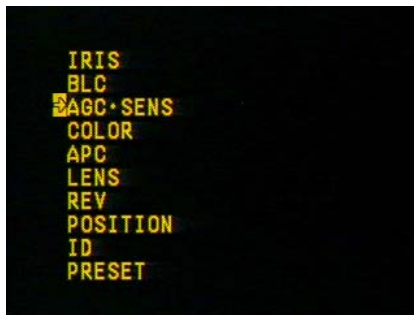 IRIS
BLC
AGC·SENS
COLOR
APC
LENS
REV
POSITION
ID
PRESET